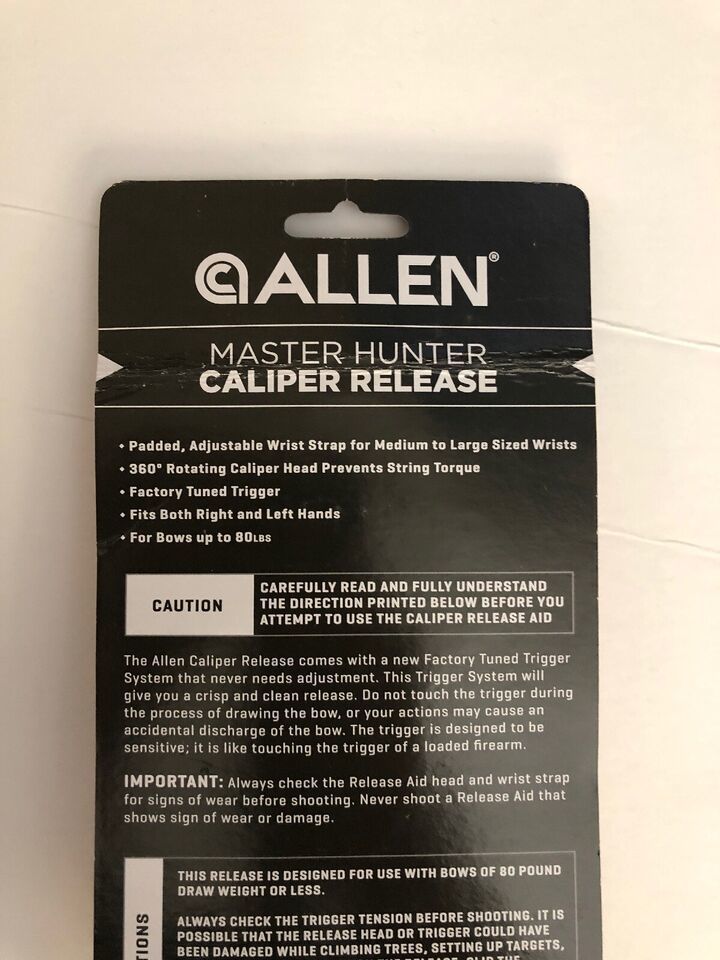 ALLEN®
MASTER HUNTER
CALIPER RELEASE
• Padded, Adjustable Wrist Strap for Medium to Large Sized Wrists
• 360° Rotating Caliper Head Prevents String Torque
• Factory Tuned Trigger
• Fits Both Right and Left Hands
• For Bows up to 80LBS
CAUTION
CAREFULLY READ AND FULLY UNDERSTAND
THE DIRECTION PRINTED BELOW BEFORE YOU
ATTEMPT TO USE THE CALIPER RELEASE AID
The Allen Caliper Release comes with a new Factory Tuned Trigger
System that never needs adjustment. This Trigger System will
give you a crisp and clean release. Do not touch the trigger during
the process of drawing the bow, or your actions may cause an
accidental discharge of the bow. The trigger is designed to be
sensitive; it is like touching the trigger of a loaded firearm.
IMPORTANT: Always check the Release Aid head and wrist strap
for signs of wear before shooting. Never shoot a Release Aid that
shows sign of wear or damage.
TIONS
THIS RELEASE IS DESIGNED FOR USE WITH BOWS OF 80 POUND
DRAW WEIGHT OR LESS.
ALWAYS CHECK THE TRIGGER TENSION BEFORE SHOOTING. IT IS
POSSIBLE THAT THE RELEASE HEAD OR TRIGGER COULD HAVE
BEEN DAMAGED WHILE CLIMBING TREES, SETTING UP TARGETS,